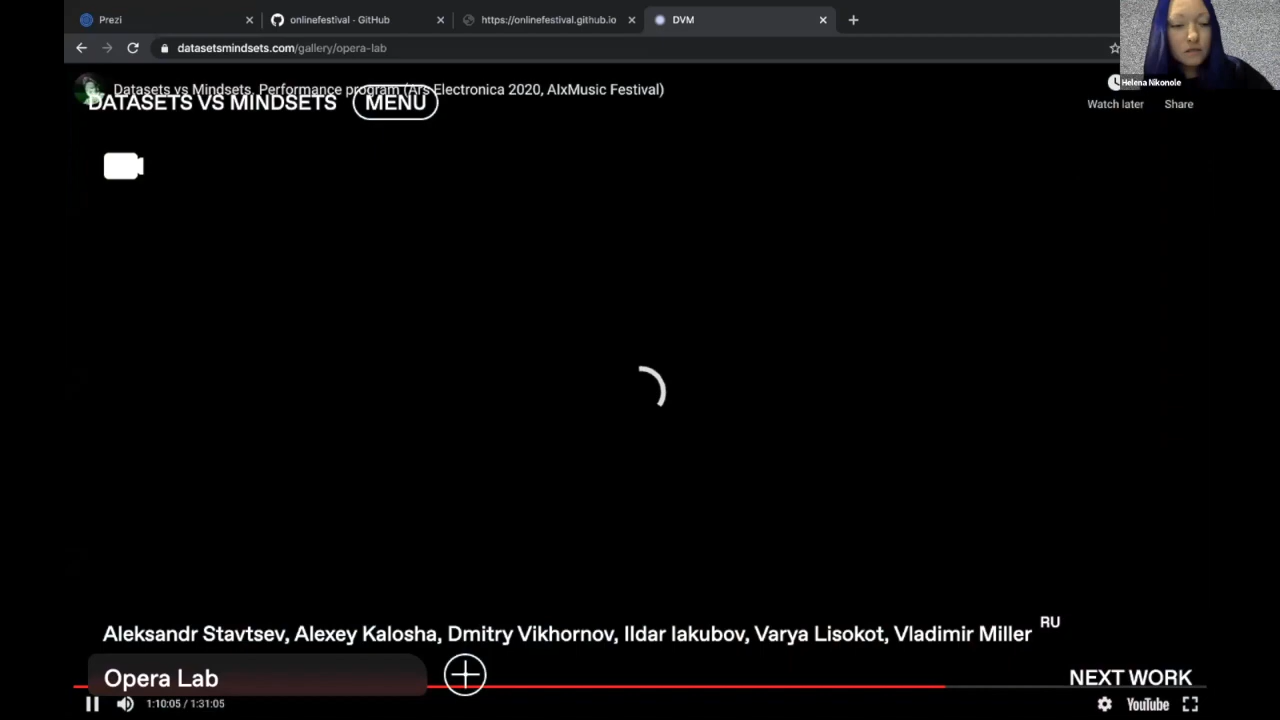 Prezi
onlinefestival - GitHub
https://onlinefestival.github.io
DVM
datasetsmindsets.com/gallery/opera-lab
Helena Nikonole
Datasets vs Mindsets. Performance program (Ars Electronica 2020, AIxMusic Festival)
DATASETS VS MINDSETS
MENU
Watch later
Share
Aleksandr Stavtsev, Alexey Kalosha, Dmitry Vikhornov, Ildar Iakubov, Varya Lisokot, Vladimir Miller RU
Opera Lab
NEXT WORK
1:10:05 / 1:31:05
YouTube